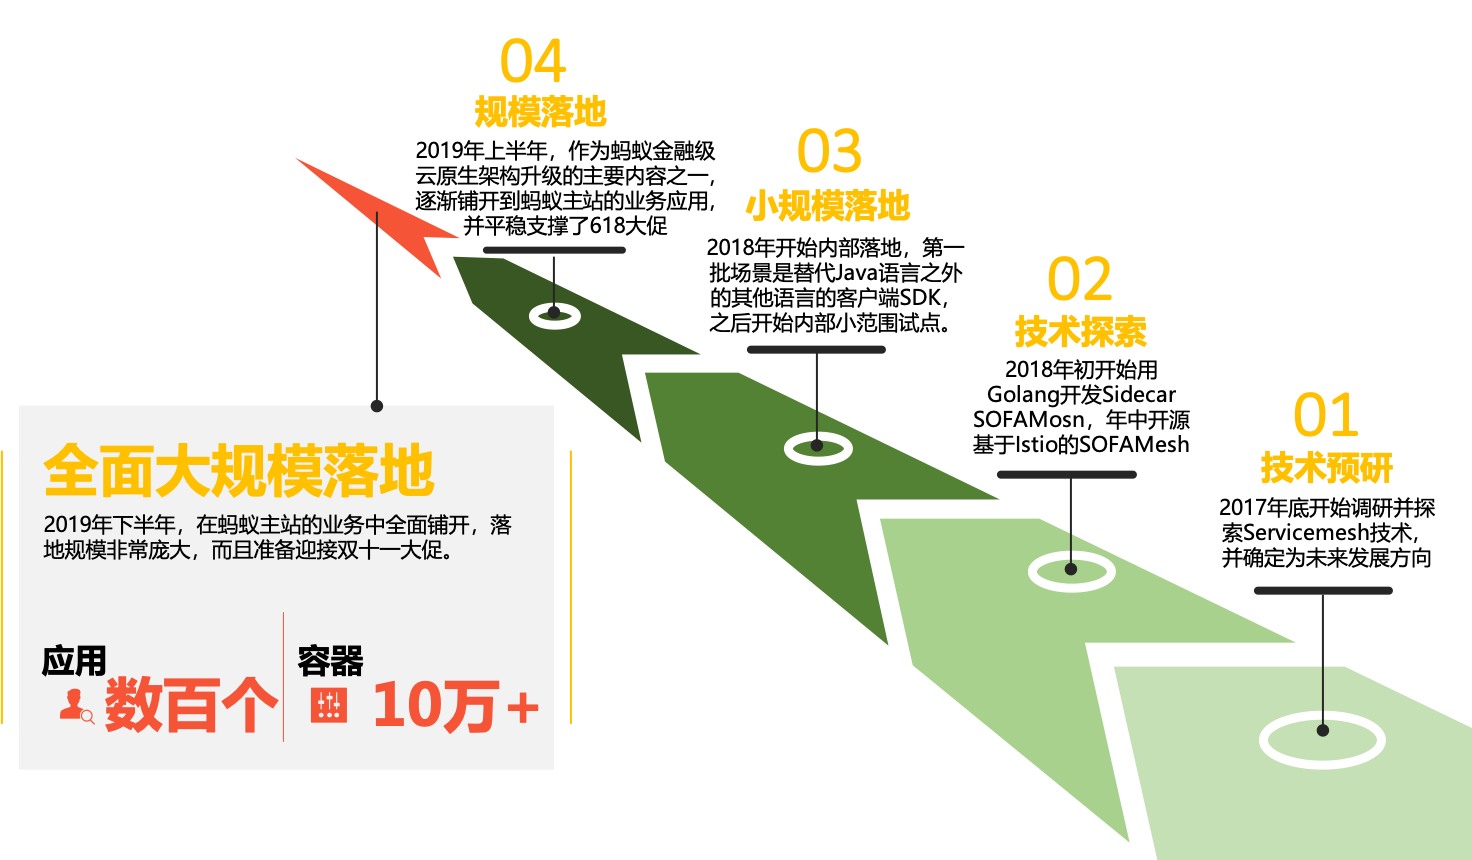 04
规模落地
2019年上半年，作为蚂蚁金融级
云原生架构升级的主要内容之一，
逐渐铺开到蚂蚁主站的业务应用，
并平稳支撑了618大促
03
小规模落地
2018年开始内部落地，第一
批场景是替代Java语言之外
的其他语言的客户端SDK，
之后开始内部小范围试点。
02
技术探索
2018年初开始用
Golang开发Sidecar
SOFAMosn，年中开源
基于Istio的SOFAMesh
01
技术预研
2017年底开始调研并探
索Servicemesh技术，
并确定为未来发展方向
全面大规模落地
2019年下半年，在蚂蚁主站的业务中全面铺开，落
地规模非常庞大，而且准备迎接双十一大促。
应用
数百个
容器
10万+